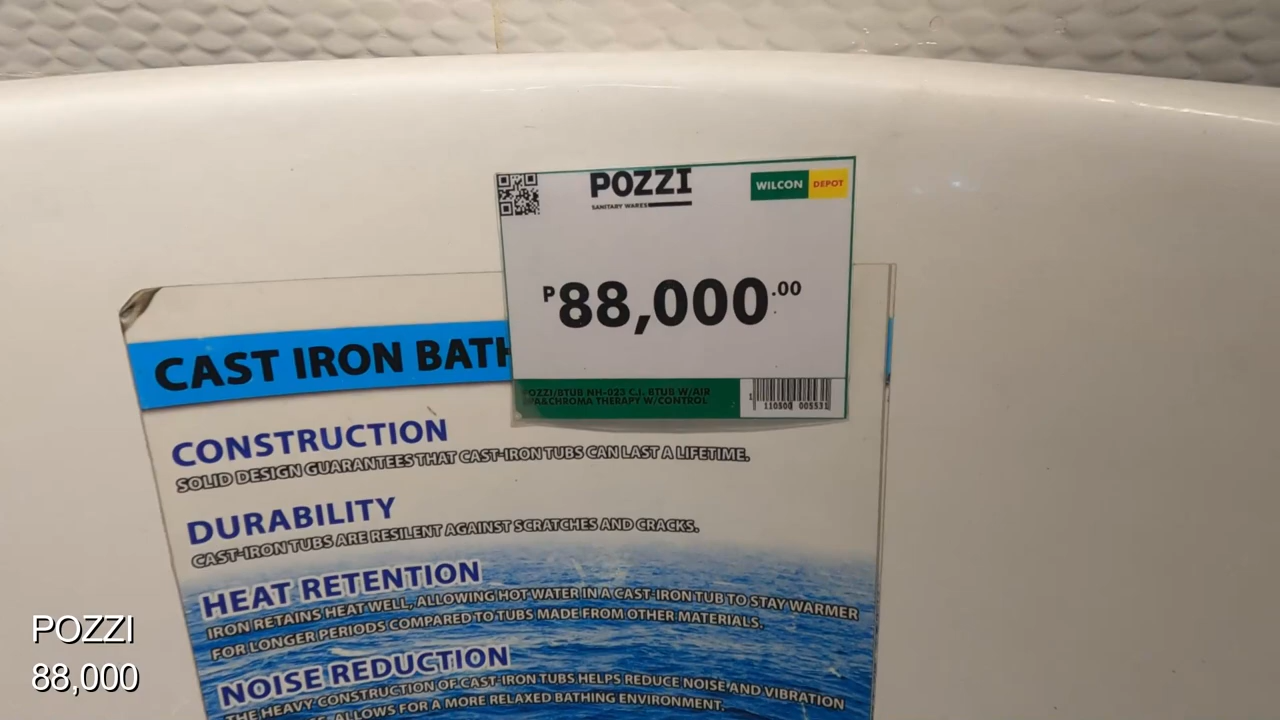 POZZI
SANITARY WARES
WILCON DEPOT
₱88,000.00
POZZI/BTUB NH-023 C.I. BTUB W/AIR
SPA&CHROMA THERAPY W/CONTROL
1 110500 005531
CAST IRON BATH
CONSTRUCTION
SOLID DESIGN GUARANTEES THAT CAST-IRON TUBS CAN LAST A LIFETIME.
DURABILITY
CAST-IRON TUBS ARE RESILENT AGAINST SCRATCHES AND CRACKS.
HEAT RETENTION
IRON RETAINS HEAT WELL, ALLOWING HOT WATER IN A CAST-IRON TUB TO STAY WARMER
FOR LONGER PERIODS COMPARED TO TUBS MADE FROM OTHER MATERIALS.
NOISE REDUCTION
THE HEAVY CONSTRUCTION OF CAST-IRON TUBS HELPS REDUCE NOISE AND VIBRATION
ALLOWS FOR A MORE RELAXED BATHING ENVIRONMENT.
POZZI
88,000